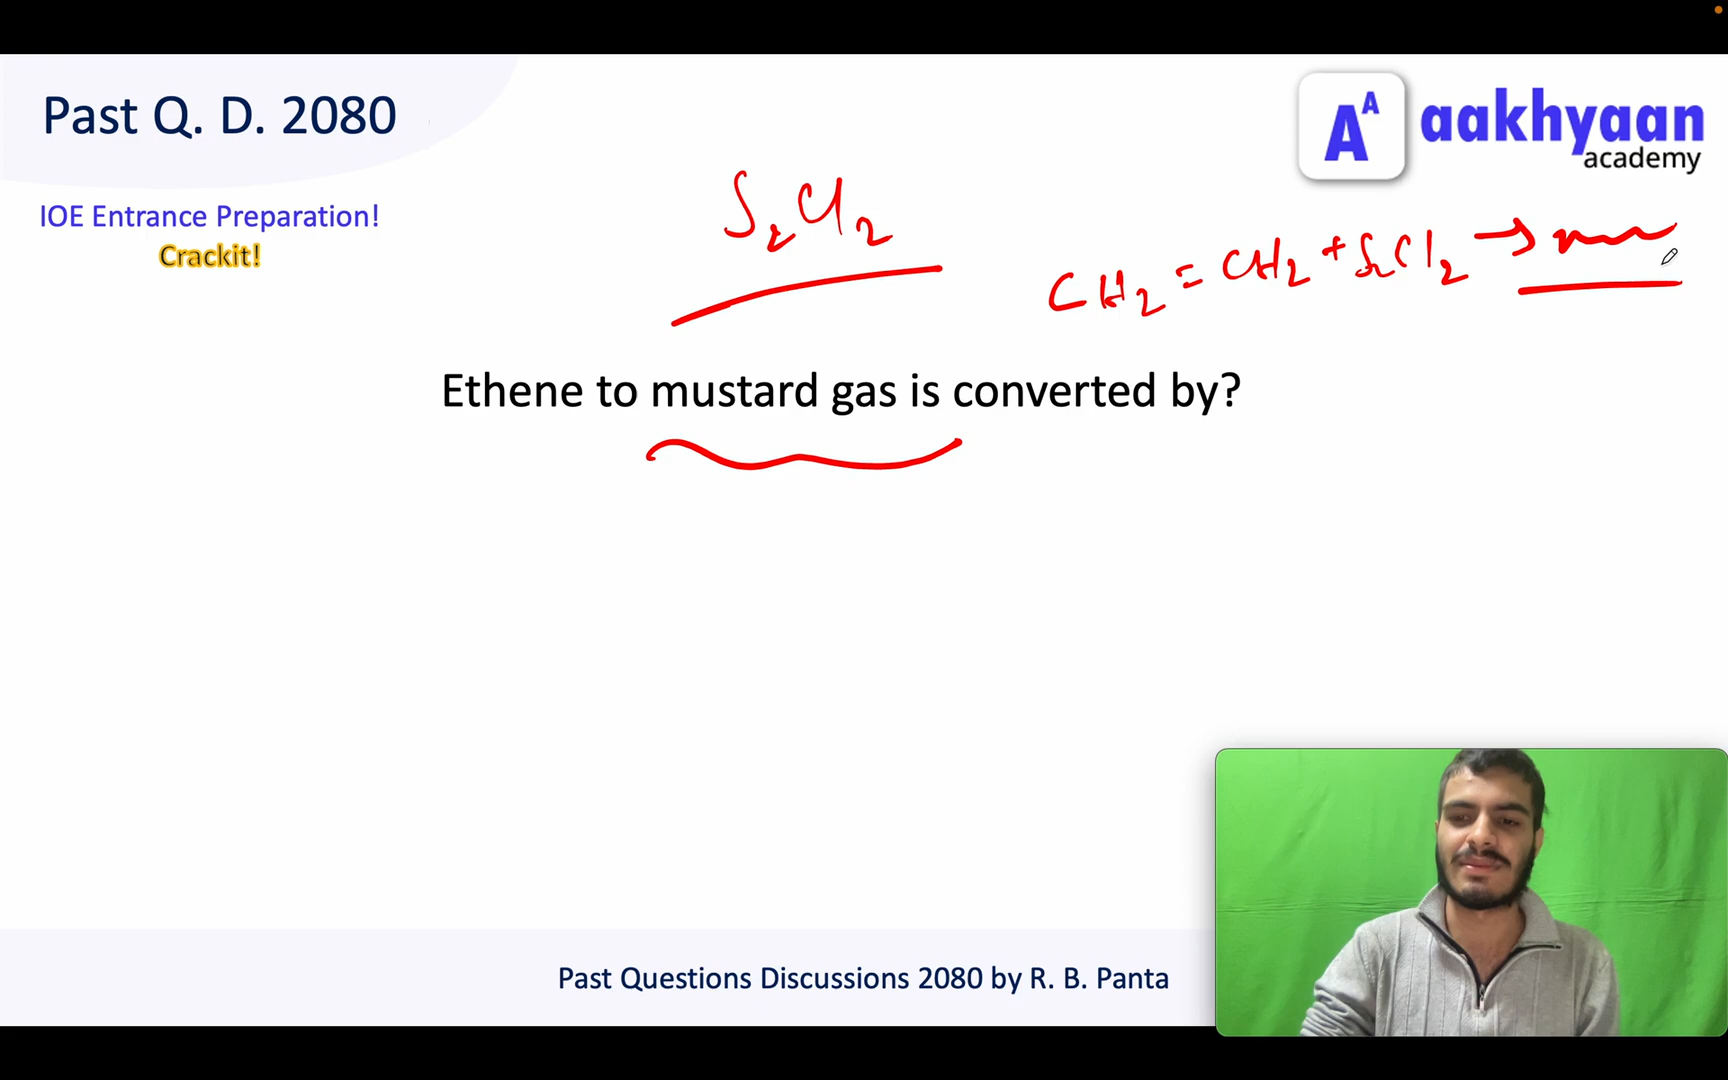 Past Q. D. 2080
aakhyaan
academy
IOE Entrance Preparation!
Crackit!
S₂Cl₂
CH₂ = CH₂ + S₂Cl₂ →
Ethene to mustard gas is converted by?
Past Questions Discussions 2080 by R. B. Panta